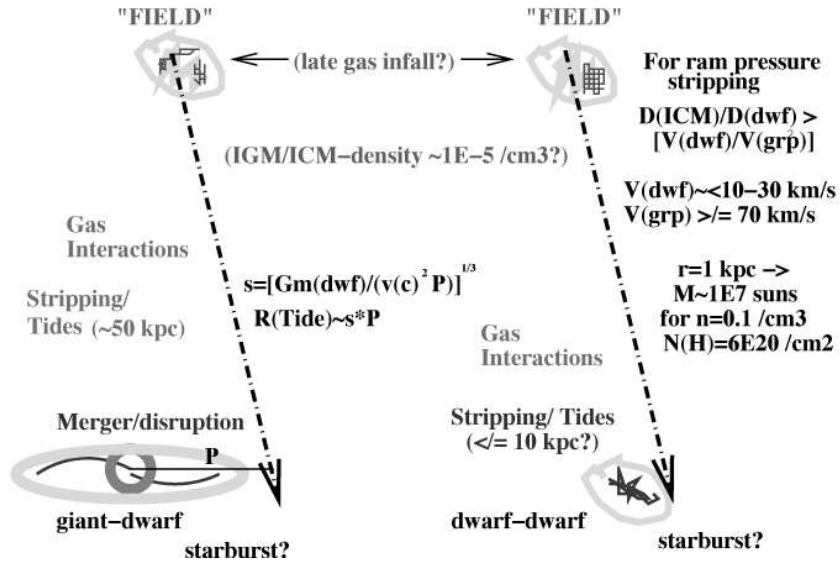 "FIELD"
"FIELD"
(late gas infall?)
For ram pressure
stripping
D(ICM)/D(dwf) >
[V(dwf)/V(grp)]²
(IGM/ICM−density ~1E−5 /cm3?)
V(dwf)~<10−30 km/s
V(grp) >/= 70 km/s
Gas
Interactions
s=[Gm(dwf)/(v(c)² P)]^1/3
R(Tide)~s*P
r=1 kpc −>
M~1E7 suns
for n=0.1 /cm3
N(H)=6E20 /cm2
Stripping/
Tides (~50 kpc)
Gas
Interactions
Merger/disruption
P
Stripping/ Tides
(</= 10 kpc?)
giant−dwarf
starburst?
dwarf−dwarf
starburst?